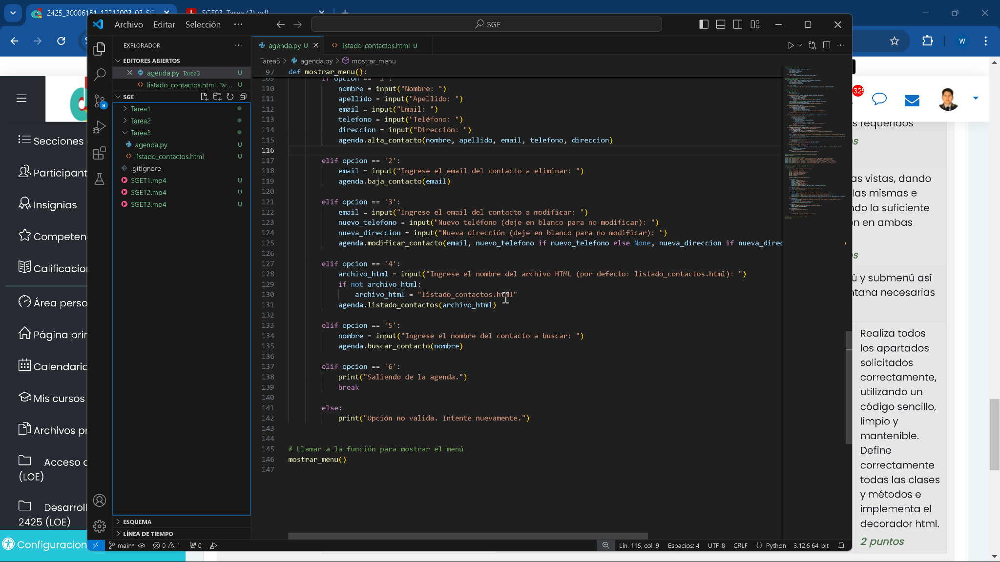 2425_30006151_12212002_02_SG
SGE03_Tarea (2).pdf
Archivo Editar Selección ···
SGE
W
EXPLORADOR
EDITORES ABIERTOS
agenda.py Tarea3 U
listado_contactos.html Tar... U
SGE
Tarea1
Tarea2
Tarea3
agenda.py U
listado_contactos.html U
.gitignore
SGET1.mp4 U
SGET2.mp4 U
SGET3.mp4 U
ESQUEMA
LÍNEA DE TIEMPO
8
agenda.py U
listado_contactos.html U
Tarea3 > agenda.py > mostrar_menu
97 def mostrar_menu():
109 if opcion == '1':
110 nombre = input("Nombre: ")
111 apellido = input("Apellido: ")
112 email = input("Email: ")
113 telefono = input("Teléfono: ")
114 direccion = input("Dirección: ")
115 agenda.alta_contacto(nombre, apellido, email, telefono, direccion)
116
117 elif opcion == '2':
118 email = input("Ingrese el email del contacto a eliminar: ")
119 agenda.baja_contacto(email)
120
121 elif opcion == '3':
122 email = input("Ingrese el email del contacto a modificar: ")
123 nuevo_telefono = input("Nuevo teléfono (deje en blanco para no modificar): ")
124 nueva_direccion = input("Nueva dirección (deje en blanco para no modificar): ")
125 agenda.modificar_contacto(email, nuevo_telefono if nuevo_telefono else None, nueva_direccion if nueva_direc
126
127 elif opcion == '4':
128 archivo_html = input("Ingrese el nombre del archivo HTML (por defecto: listado_contactos.html): ")
129 if not archivo_html:
130 archivo_html = "listado_contactos.html"
131 agenda.listado_contactos(archivo_html)
132
133 elif opcion == '5':
134 nombre = input("Ingrese el nombre del contacto a buscar: ")
135 agenda.buscar_contacto(nombre)
136
137 elif opcion == '6':
138 print("Saliendo de la agenda.")
139 break
140
141 else:
142 print("Opción no válida. Intente nuevamente.")
143
144
145 # Llamar a la función para mostrar el menú
146 mostrar_menu()
147
main* 0 1 0
Lín. 116, col. 9 Espacios: 4 UTF-8 CRLF Python 3.12.6 64-bit
Secciones
Participant
Insignias
Competen
Calificacio
Área perso
Página prir
Calendario
Mis cursos
Archivos p
Acceso
(LOE)
Desarroll
2425 (LOE)
Configuracion
32
s requeridos
os
as vistas, dando
las mismas e
ndo la suficiente
n en ambas
s
ú y submenú así
ntana necesarias
Realiza todos
los apartados
solicitados
correctamente,
utilizando un
código sencillo,
limpio y
mantenible.
Define
correctamente
todas las clases
y métodos e
implementa el
decorador html.
2 puntos